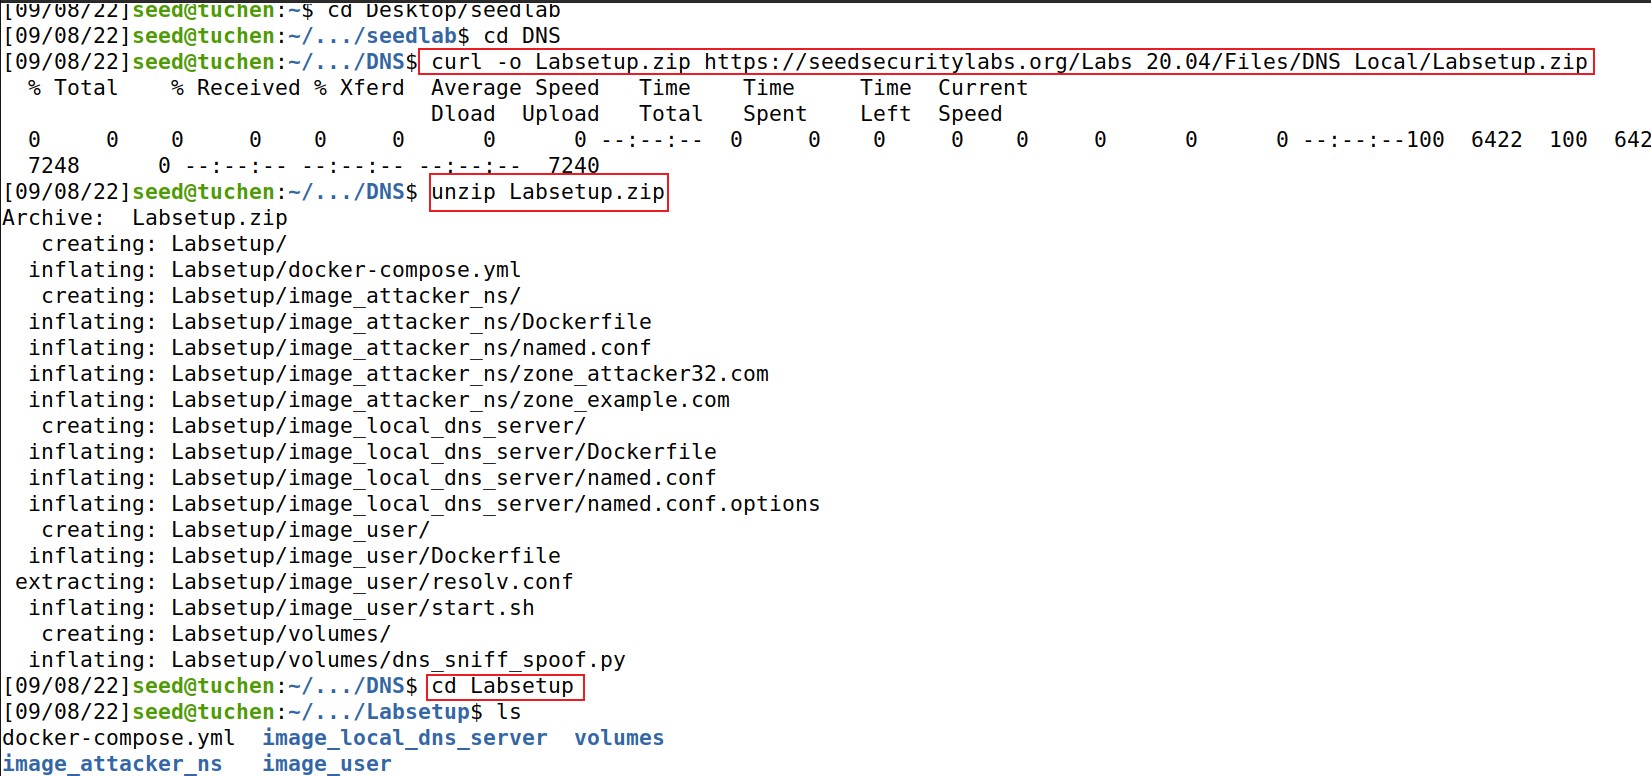 [09/08/22]seed@tuchen:~$ cd Desktop/seedlab
[09/08/22]seed@tuchen:~/.../seedlab$ cd DNS
[09/08/22]seed@tuchen:~/.../DNS$ curl -o Labsetup.zip https://seedsecuritylabs.org/Labs_20.04/Files/DNS_Local/Labsetup.zip
  % Total    % Received % Xferd  Average Speed   Time    Time     Time  Current
                                 Dload  Upload   Total   Spent    Left  Speed
  0     0    0     0    0     0      0      0 --:--:--  0     0    0     0    0     0      0      0 --:--:--100  6422  100  642
  7248      0 --:--:-- --:--:-- --:--:--  7240
[09/08/22]seed@tuchen:~/.../DNS$ unzip Labsetup.zip
Archive:  Labsetup.zip
   creating: Labsetup/
  inflating: Labsetup/docker-compose.yml
   creating: Labsetup/image_attacker_ns/
  inflating: Labsetup/image_attacker_ns/Dockerfile
  inflating: Labsetup/image_attacker_ns/named.conf
  inflating: Labsetup/image_attacker_ns/zone_attacker32.com
  inflating: Labsetup/image_attacker_ns/zone_example.com
   creating: Labsetup/image_local_dns_server/
  inflating: Labsetup/image_local_dns_server/Dockerfile
  inflating: Labsetup/image_local_dns_server/named.conf
  inflating: Labsetup/image_local_dns_server/named.conf.options
   creating: Labsetup/image_user/
  inflating: Labsetup/image_user/Dockerfile
 extracting: Labsetup/image_user/resolv.conf
  inflating: Labsetup/image_user/start.sh
   creating: Labsetup/volumes/
  inflating: Labsetup/volumes/dns_sniff_spoof.py
[09/08/22]seed@tuchen:~/.../DNS$ cd Labsetup
[09/08/22]seed@tuchen:~/.../Labsetup$ ls
docker-compose.yml  image_local_dns_server  volumes
image_attacker_ns   image_user